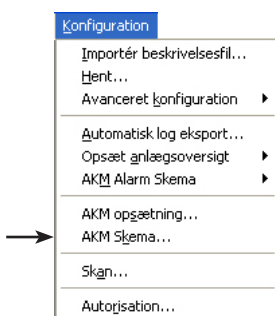 Konfiguration
Importér beskrivelsesfil...
Hent...
Avanceret konfiguration
Automatisk log eksport...
Opsæt anlægsoversigt
AKM Alarm Skema
AKM opsætning...
AKM Skema...
Skan...
Autorisation...